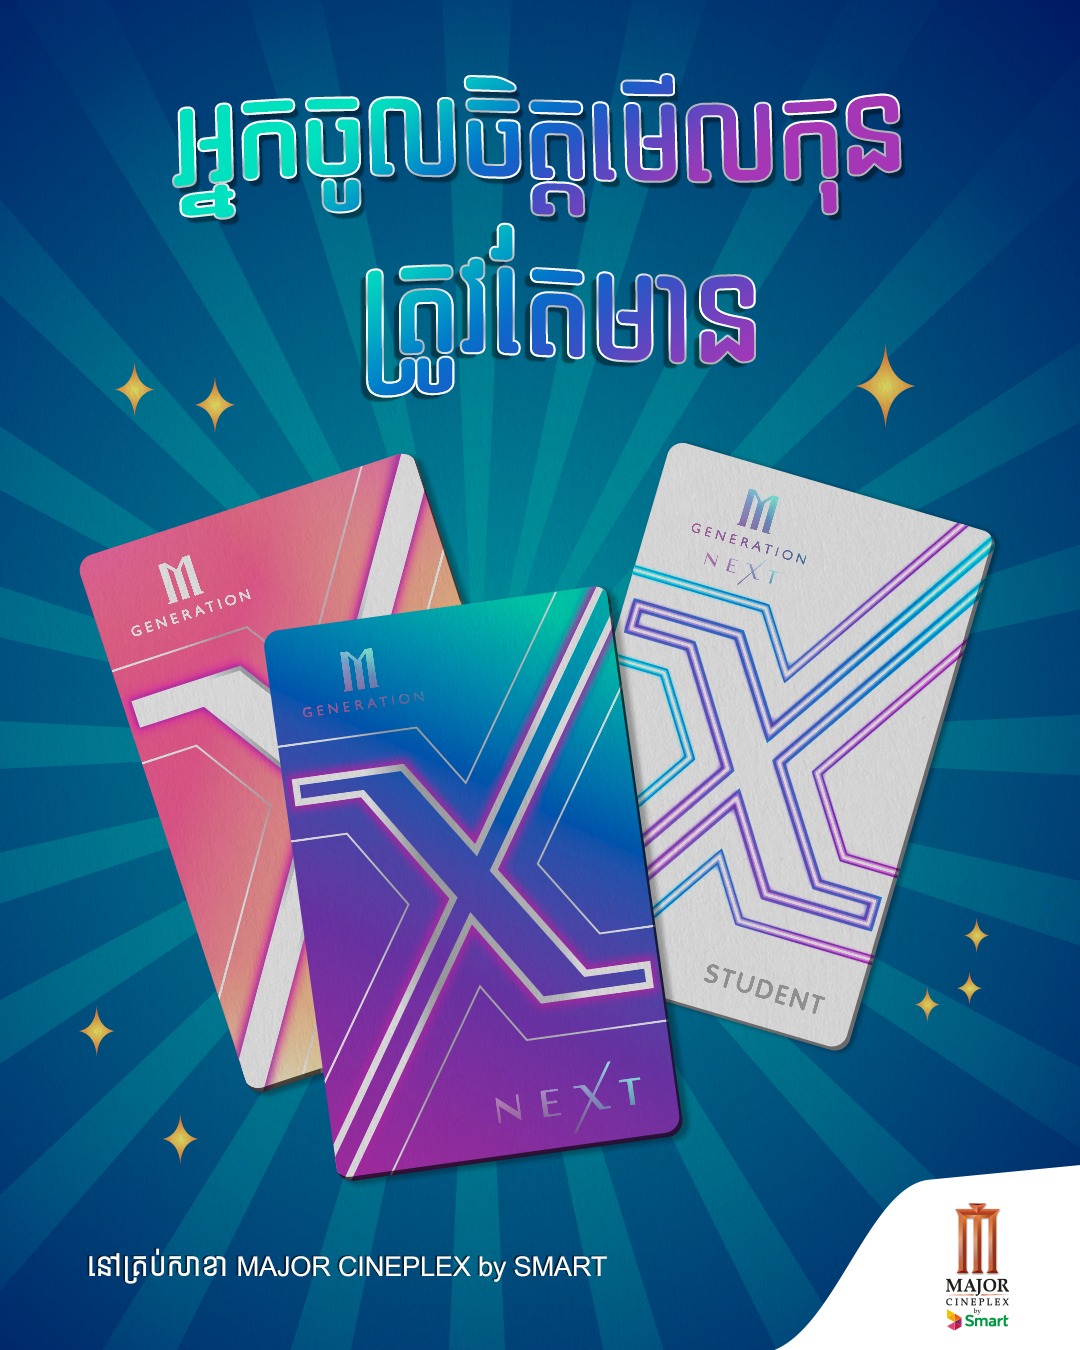 អ្នកចូលចិត្តមើលកុន
ត្រូវតែមាន
M
GENERATION
M
GENERATION
NEXT
M
GENERATION
NEXT
STUDENT
នៅគ្រប់សាខា MAJOR CINEPLEX by SMART
MAJOR
CINEPLEX
by
Smart